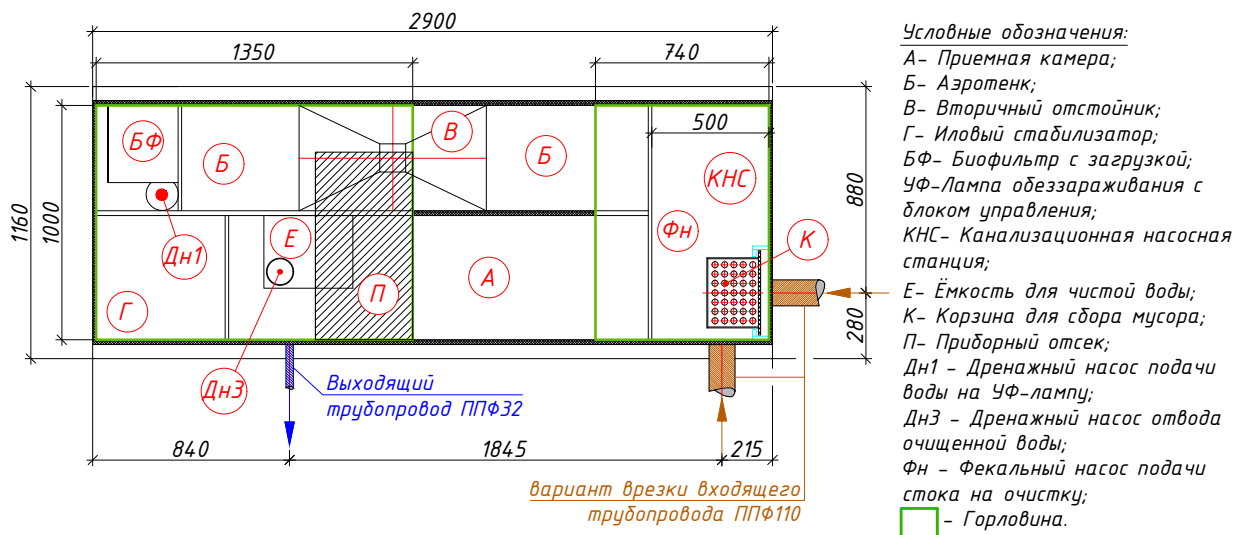 2900
1350
740
500
1160
1000
880
280
БФ
Б
В
Б
КНС
Дн1
Е
Фн
К
Г
П
А
Дн3
Выходящий
трубопровод ППФ32
840
1845
215
вариант врезки входящего
трубопровода ППФ110
Условные обозначения:
А- Приемная камера;
Б- Аэротенк;
В- Вторичный отстойник;
Г- Иловый стабилизатор;
БФ- Биофильтр с загрузкой;
УФ-Лампа обеззараживания с
блоком управления;
КНС- Канализационная насосная
станция;
Е- Ёмкость для чистой воды;
К- Корзина для сбора мусора;
П- Приборный отсек;
Дн1 - Дренажный насос подачи
воды на УФ-лампу;
Дн3 - Дренажный насос отвода
очищенной воды;
Фн - Фекальный насос подачи
стока на очистку;
- Горловина.